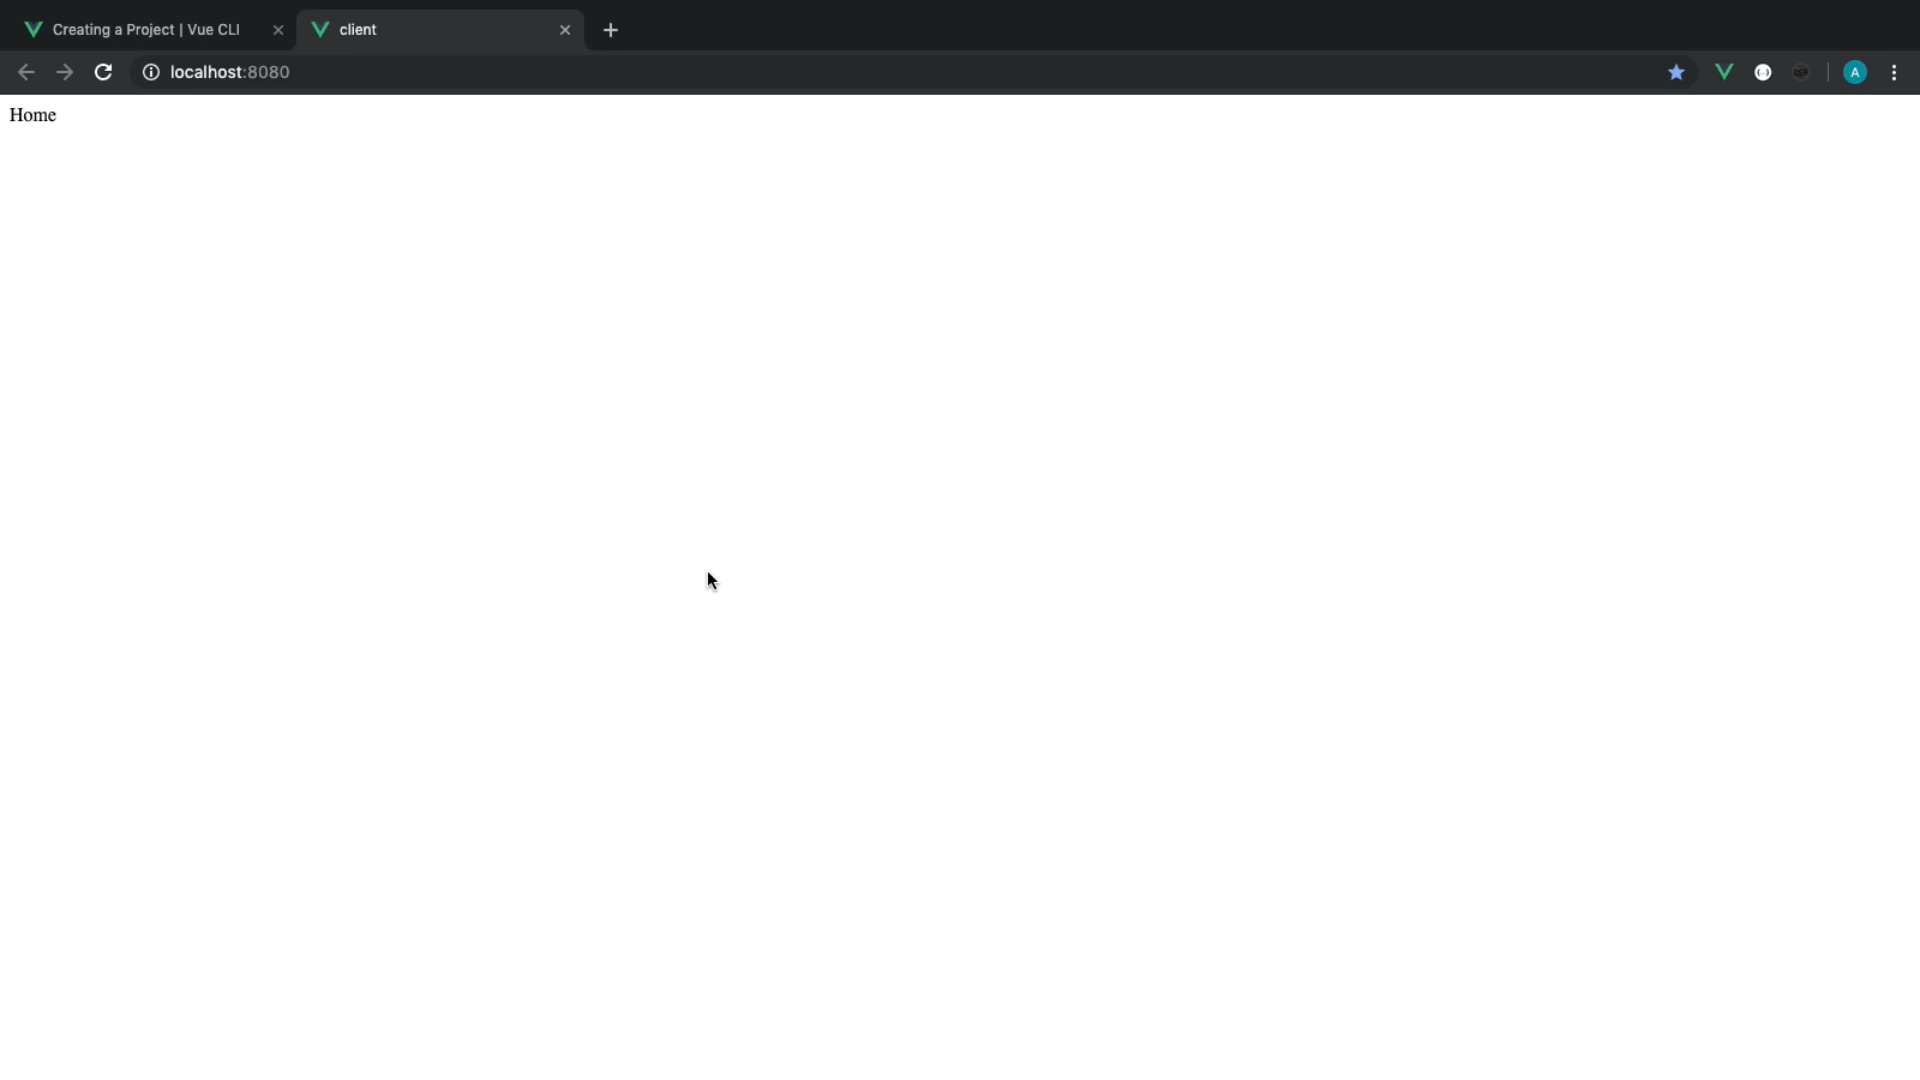 Creating a Project | Vue CLI
client
localhost:8080
A
Home